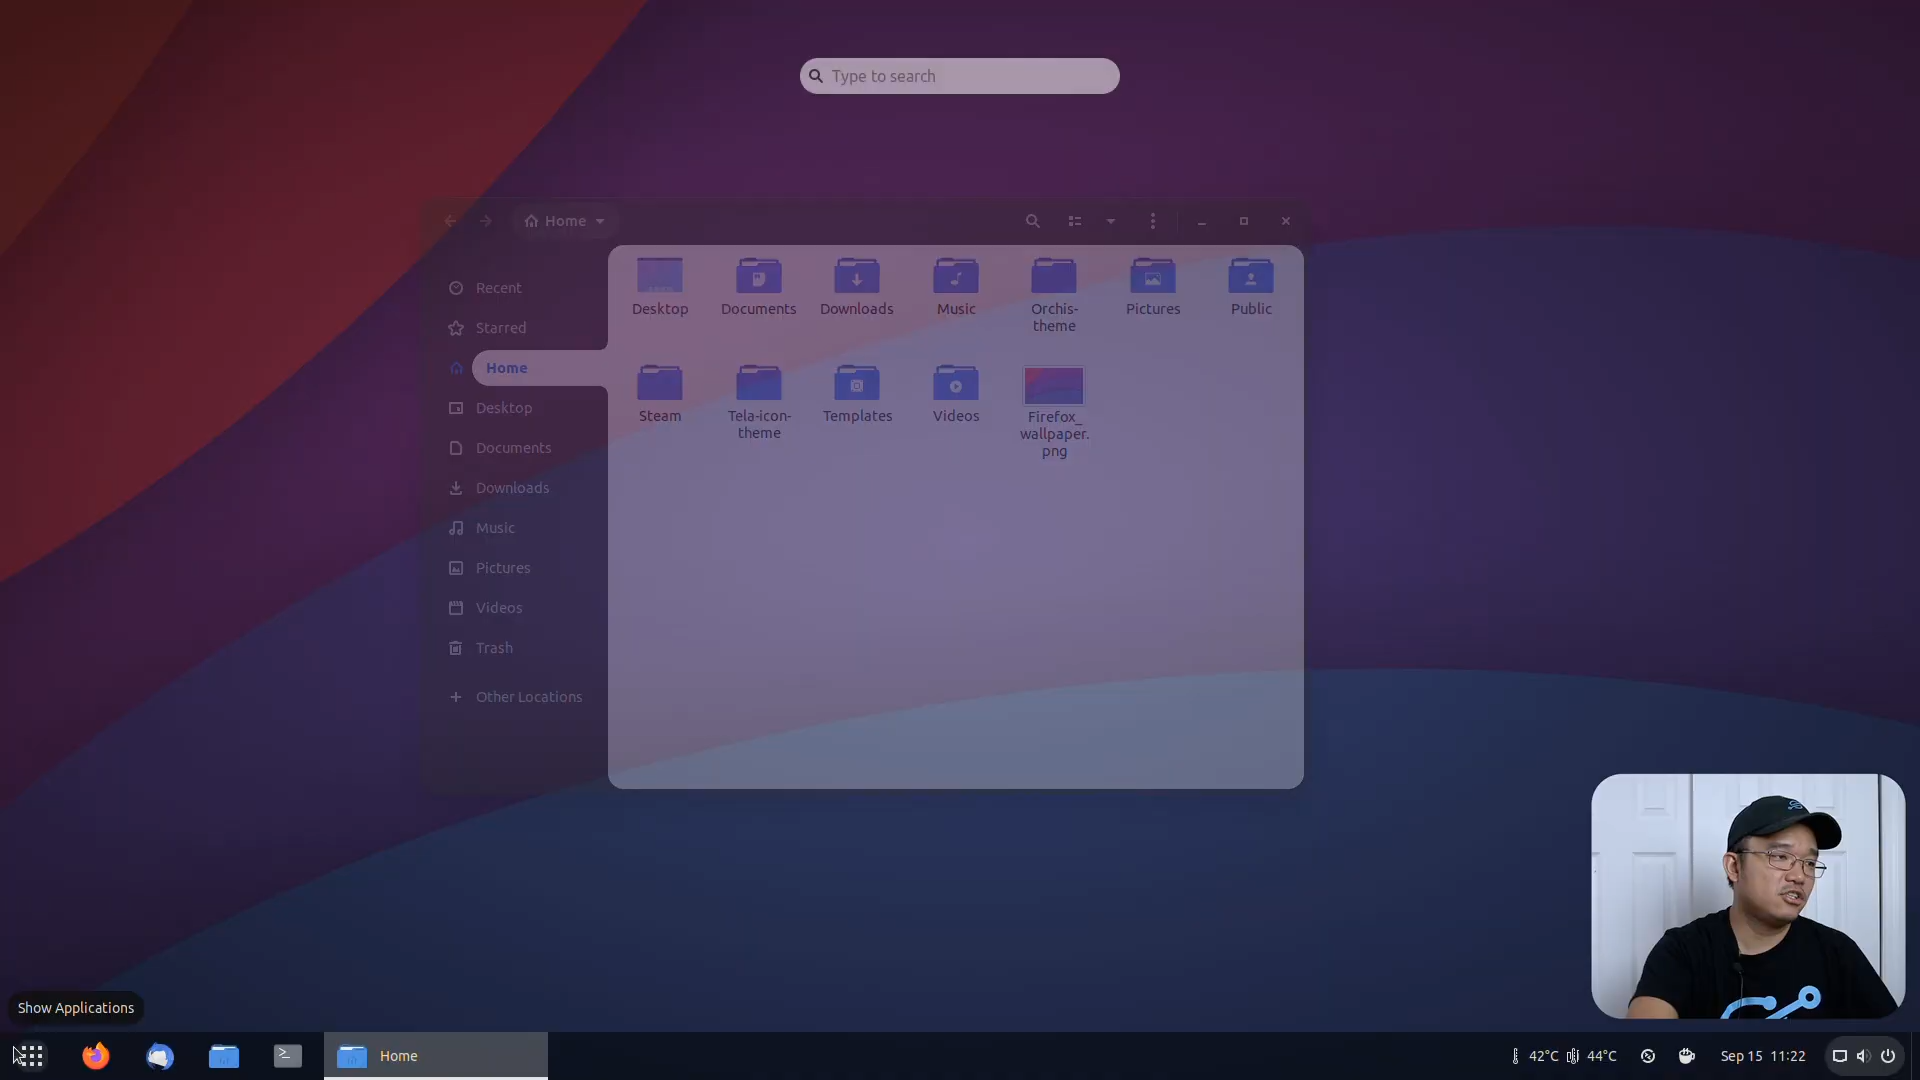 Type to search
Home
Recent
Starred
Home
Desktop
Documents
Downloads
Music
Pictures
Videos
Trash
Other Locations
Desktop
Documents
Downloads
Music
Orchis-
theme
Pictures
Public
Steam
Tela-icon-
theme
Templates
Videos
Firefox_
wallpaper.
png
Show Applications
Home
42°C
44°C
Sep 15 11:22